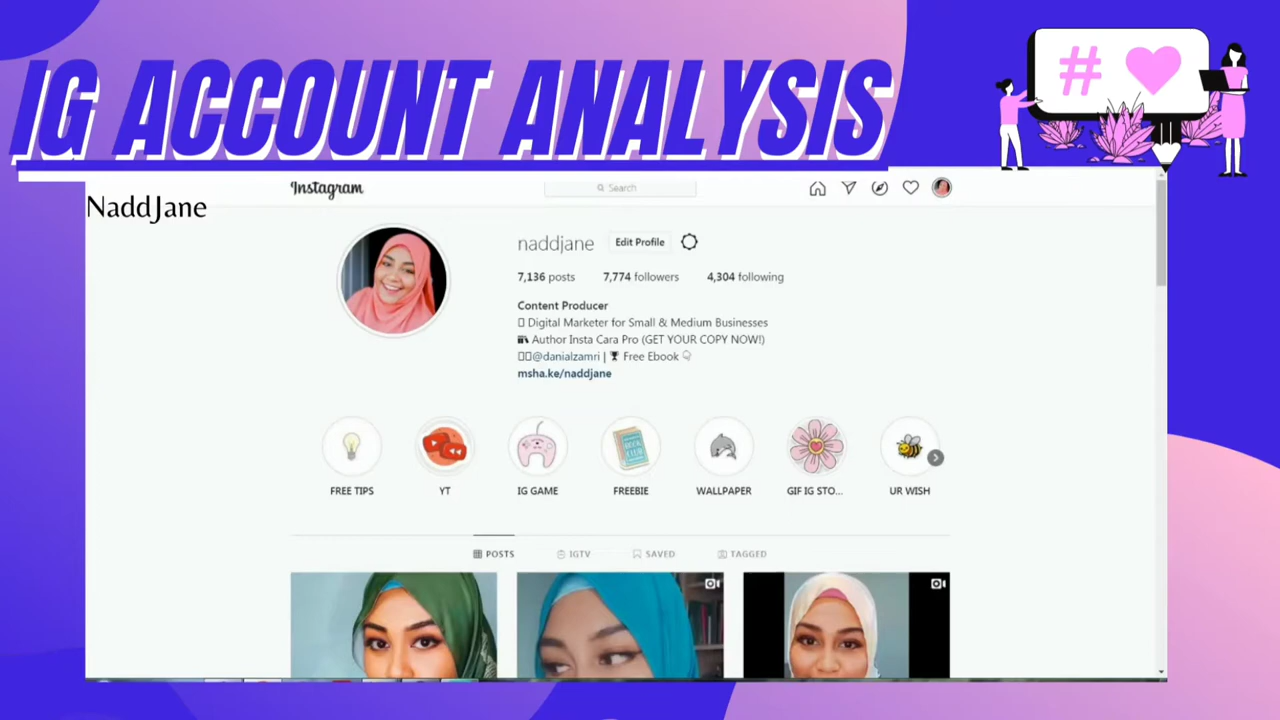 IG ACCOUNT ANALYSIS
#
NaddJane
Instagram
Search
naddjane
Edit Profile
7,136 posts 7,774 followers 4,304 following
Content Producer
Digital Marketer for Small & Medium Businesses
Author Insta Cara Pro (GET YOUR COPY NOW!)
@danialzamri | Free Ebook
msha.ke/naddjane
FREE TIPS YT IG GAME FREEBIE WALLPAPER GIF IG STO... UR WISH
BOOK CLUB
POSTS IGTV SAVED TAGGED